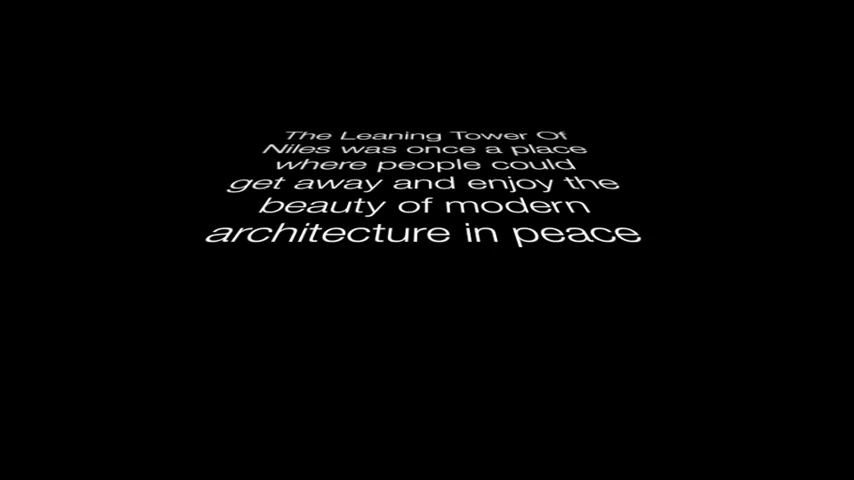 The Leaning Tower Of
Niles was once a place
where people could
get away and enjoy the
beauty of modern
architecture in peace